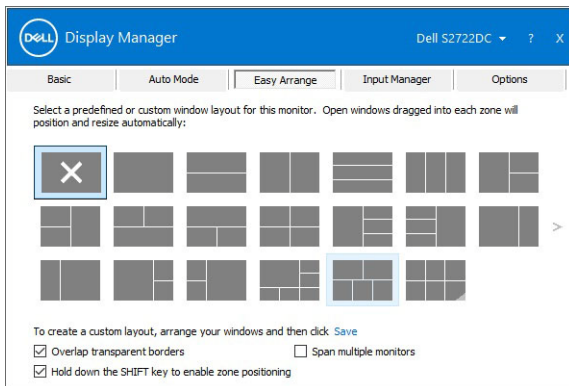 DELL Display Manager Dell S2722DC ? X
Basic Auto Mode Easy Arrange Input Manager Options
Select a predefined or custom window layout for this monitor. Open windows dragged into each zone will
position and resize automatically:
>
To create a custom layout, arrange your windows and then click Save
Overlap transparent borders Span multiple monitors
Hold down the SHIFT key to enable zone positioning